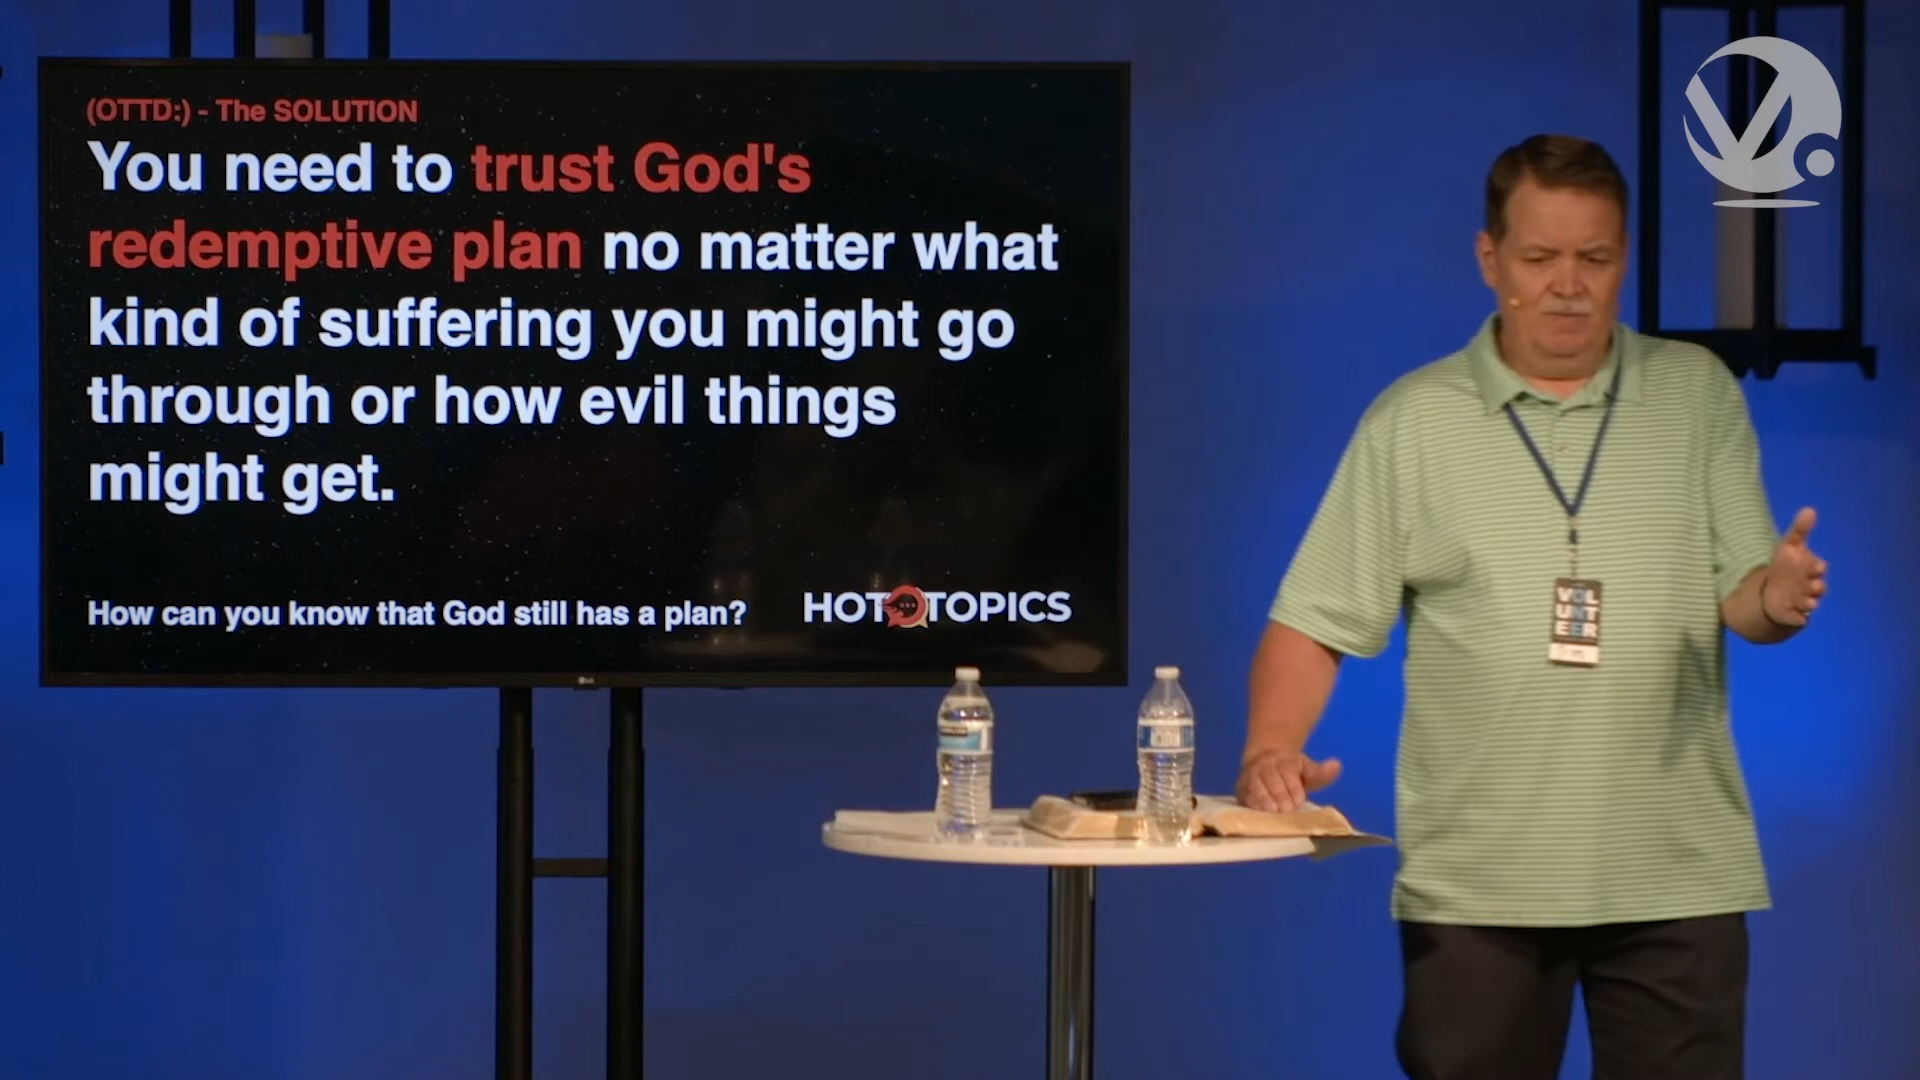 (OTTD:) - The SOLUTION
You need to trust God's
redemptive plan no matter what
kind of suffering you might go
through or how evil things
might get.
How can you know that God still has a plan?
HOT TOPICS
LG
VOL
UNT
EER
V.